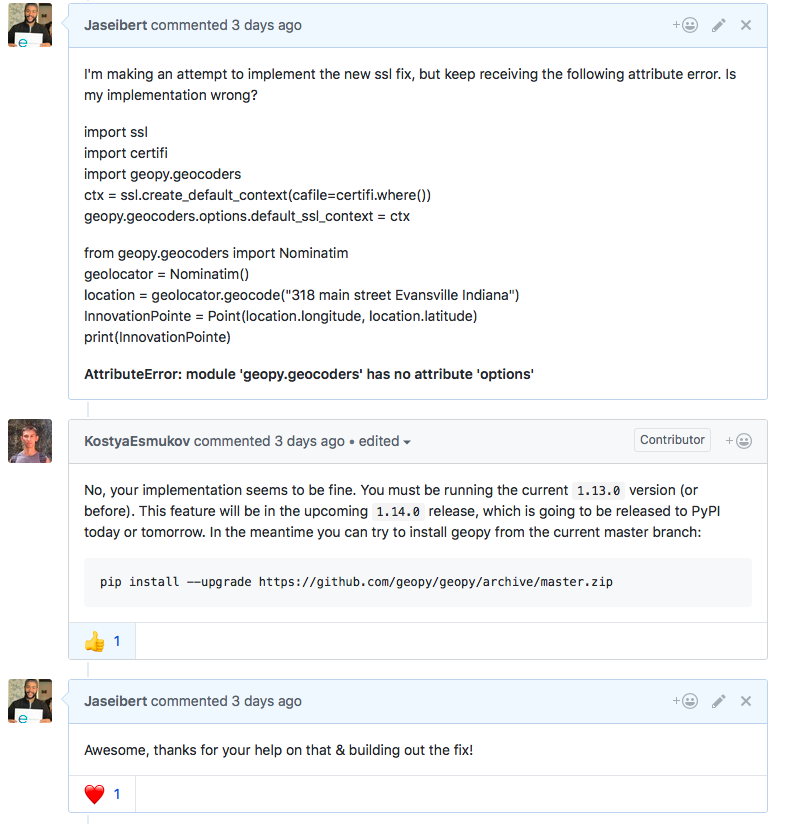 Jaseibert commented 3 days ago
I'm making an attempt to implement the new ssl fix, but keep receiving the following attribute error. Is
my implementation wrong?
import ssl
import certifi
import geopy.geocoders
ctx = ssl.create_default_context(cafile=certifi.where())
geopy.geocoders.options.default_ssl_context = ctx
from geopy.geocoders import Nominatim
geolocator = Nominatim()
location = geolocator.geocode("318 main street Evansville Indiana")
InnovationPointe = Point(location.longitude, location.latitude)
print(InnovationPointe)
AttributeError: module 'geopy.geocoders' has no attribute 'options'
KostyaEsmukov commented 3 days ago • edited
Contributor
No, your implementation seems to be fine. You must be running the current 1.13.0 version (or
before). This feature will be in the upcoming 1.14.0 release, which is going to be released to PyPI
today or tomorrow. In the meantime you can try to install geopy from the current master branch:
pip install --upgrade https://github.com/geopy/geopy/archive/master.zip
1
Jaseibert commented 3 days ago
Awesome, thanks for your help on that & building out the fix!
1